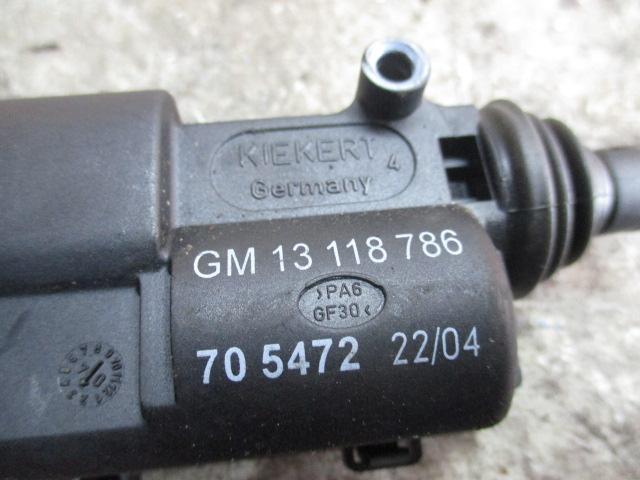 KIEKERT 4
Germany
GM 13 118 786
>PA6
GF30<
70 5472 22/04